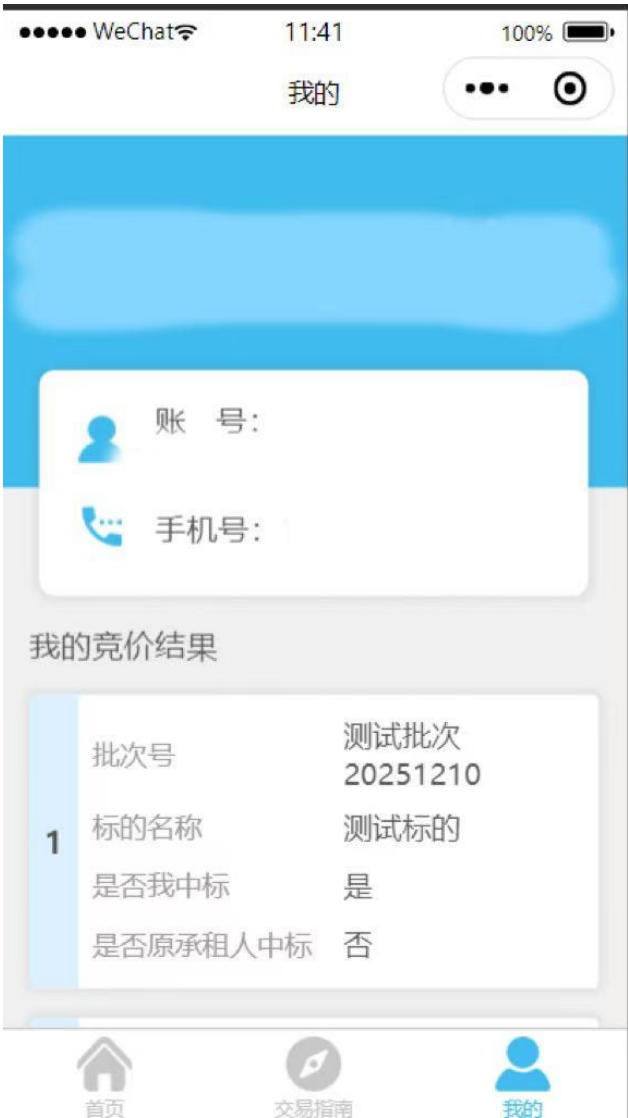 WeChat 11:41 100%
我的
账 号：
手机号：
我的竞价结果
批次号 测试批次
20251210
1
标的名称 测试标的
是否我中标 是
是否原承租人中标 否
首页 交易指南 我的